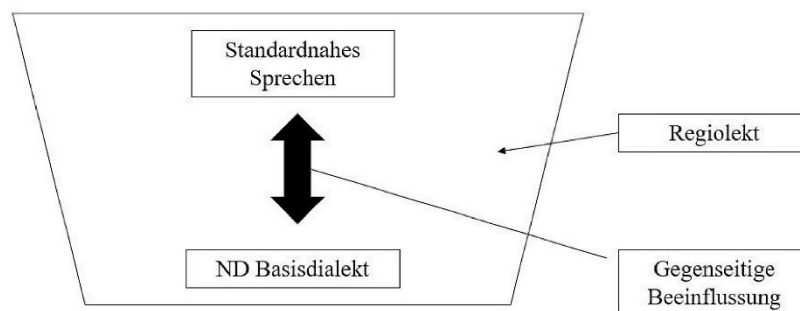 Standardnahes
Sprechen
Regiolekt
ND Basisdialekt
Gegenseitige
Beeinflussung